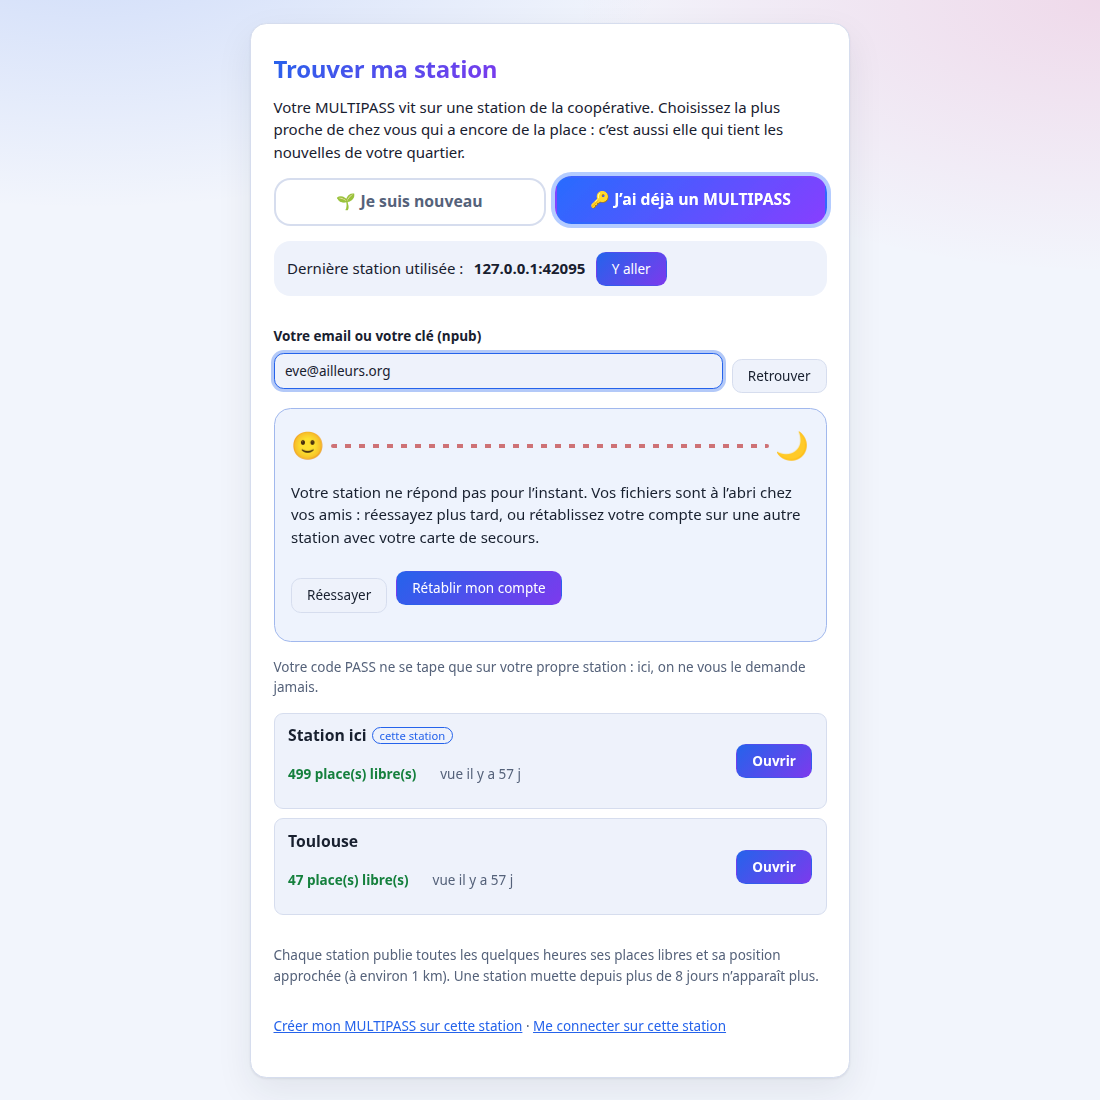 Trouver ma station
Votre MULTIPASS vit sur une station de la coopérative. Choisissez la plus
proche de chez vous qui a encore de la place : c’est aussi elle qui tient les
nouvelles de votre quartier.
🌱 Je suis nouveau
🔑 J’ai déjà un MULTIPASS
Dernière station utilisée : 127.0.0.1:42095 Y aller
Votre email ou votre clé (npub)
eve@ailleurs.org
Retrouver
Votre station ne répond pas pour l’instant. Vos fichiers sont à l’abri chez
vos amis : réessayez plus tard, ou rétablissez votre compte sur une autre
station avec votre carte de secours.
Réessayer
Rétablir mon compte
Votre code PASS ne se tape que sur votre propre station : ici, on ne vous le demande
jamais.
Station ici cette station
499 place(s) libre(s) vue il y a 57 j
Ouvrir
Toulouse
47 place(s) libre(s) vue il y a 57 j
Ouvrir
Chaque station publie toutes les quelques heures ses places libres et sa position
approchée (à environ 1 km). Une station muette depuis plus de 8 jours n’apparaît plus.
Créer mon MULTIPASS sur cette station · Me connecter sur cette station